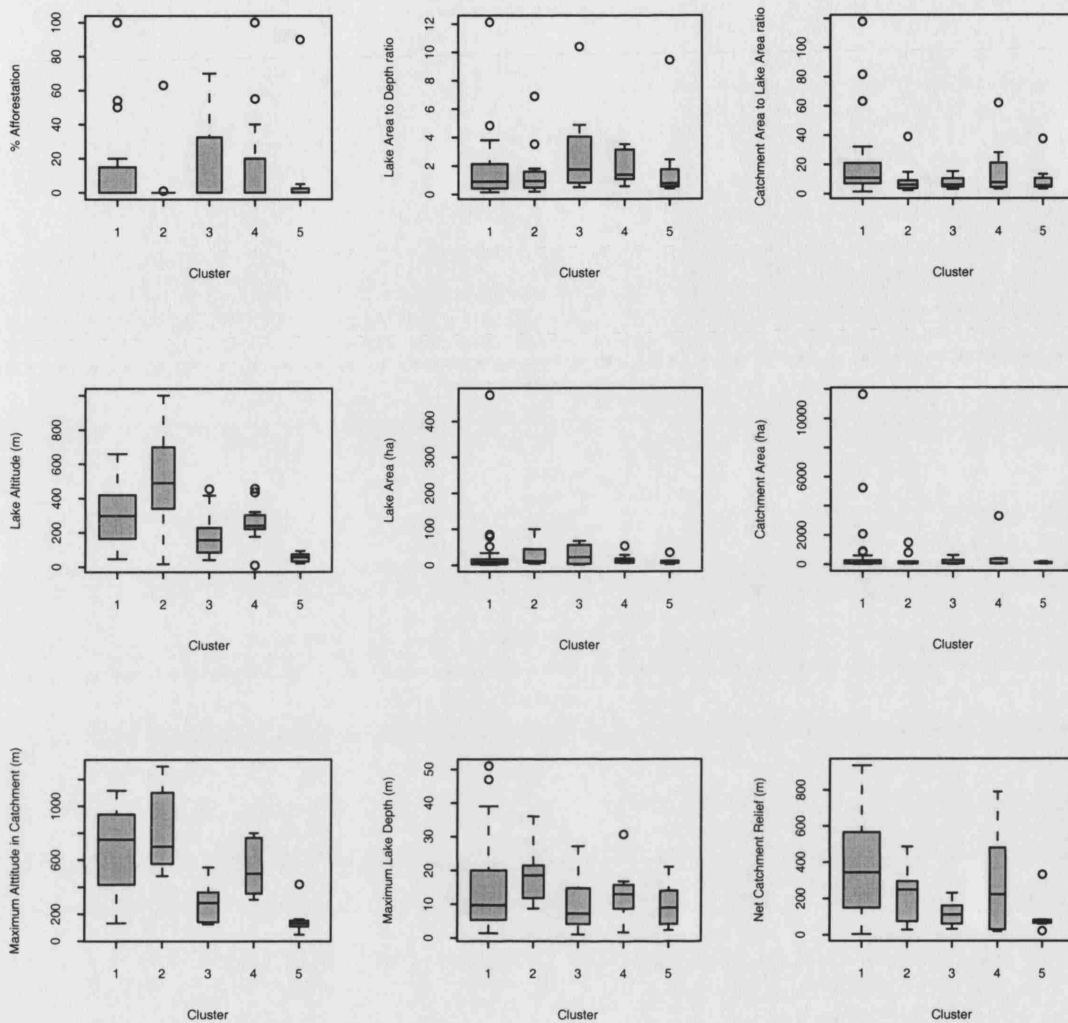 % Afforestation
0 20 40 60 80 100
1 2 3 4 5
Cluster
Lake Area to Depth ratio
0 2 4 6 8 10 12
1 2 3 4 5
Cluster
Catchment Area to Lake Area ratio
0 20 40 60 80 120
1 2 3 4 5
Cluster
Lake Altitude (m)
0 200 400 600 800
1 2 3 4 5
Cluster
Lake Area (ha)
0 100 200 300 400
1 2 3 4 5
Cluster
Catchment Area (ha)
0 2000 6000 10000
1 2 3 4 5
Cluster
Maximum Alttitude in Catchment (m)
0 200 600 1000
1 2 3 4 5
Cluster
Maximum Lake Depth (m)
0 10 20 30 40 50
1 2 3 4 5
Cluster
Net Catchment Relief (m)
0 200 400 600 800
1 2 3 4 5
Cluster